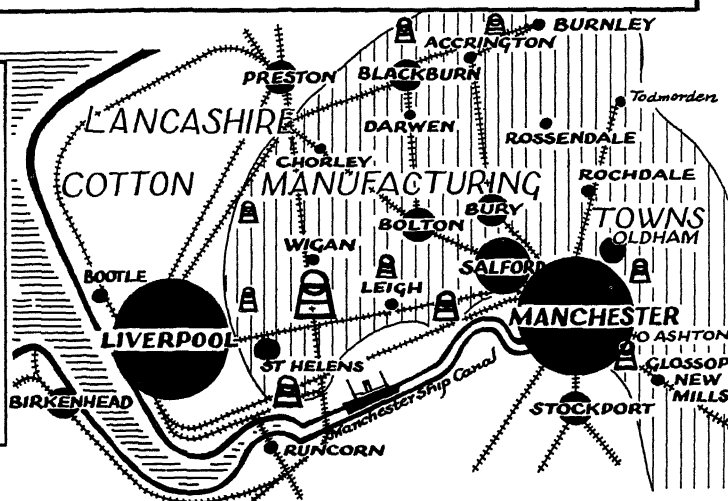 BURNLEY
ACCRINGTON
PRESTON
BLACKBURN
Todmorden
LANCASHIRE
DARWEN
ROSSENDALE
CHORLEY
COTTON MANUFACTURING
ROCHDALE
BURY
TOWNS
BOLTON
OLDHAM
WIGAN
SALFORD
BOOTLE
LEIGH
MANCHESTER
LIVERPOOL
ASHTON
ST HELENS
GLOSSOP
NEW
MILLS
BIRKENHEAD
STOCKPORT
Manchester Ship Canal
RUNCORN